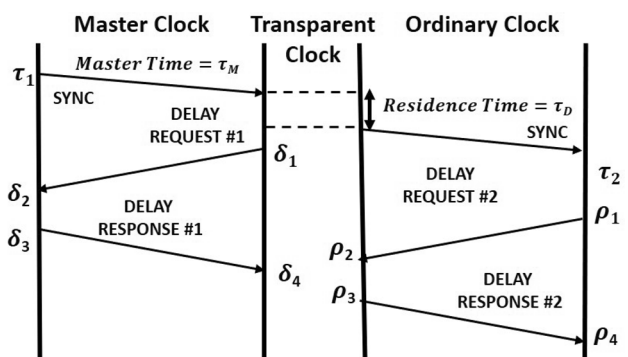 Master Clock
Transparent
Clock
Ordinary Clock
τ1
Master Time = τM
SYNC
Residence Time = τD
SYNC
DELAY
REQUEST #1
δ1
DELAY
REQUEST #2
τ2
δ2
ρ1
DELAY
RESPONSE #1
δ3
ρ2
δ4
ρ3
DELAY
RESPONSE #2
ρ4